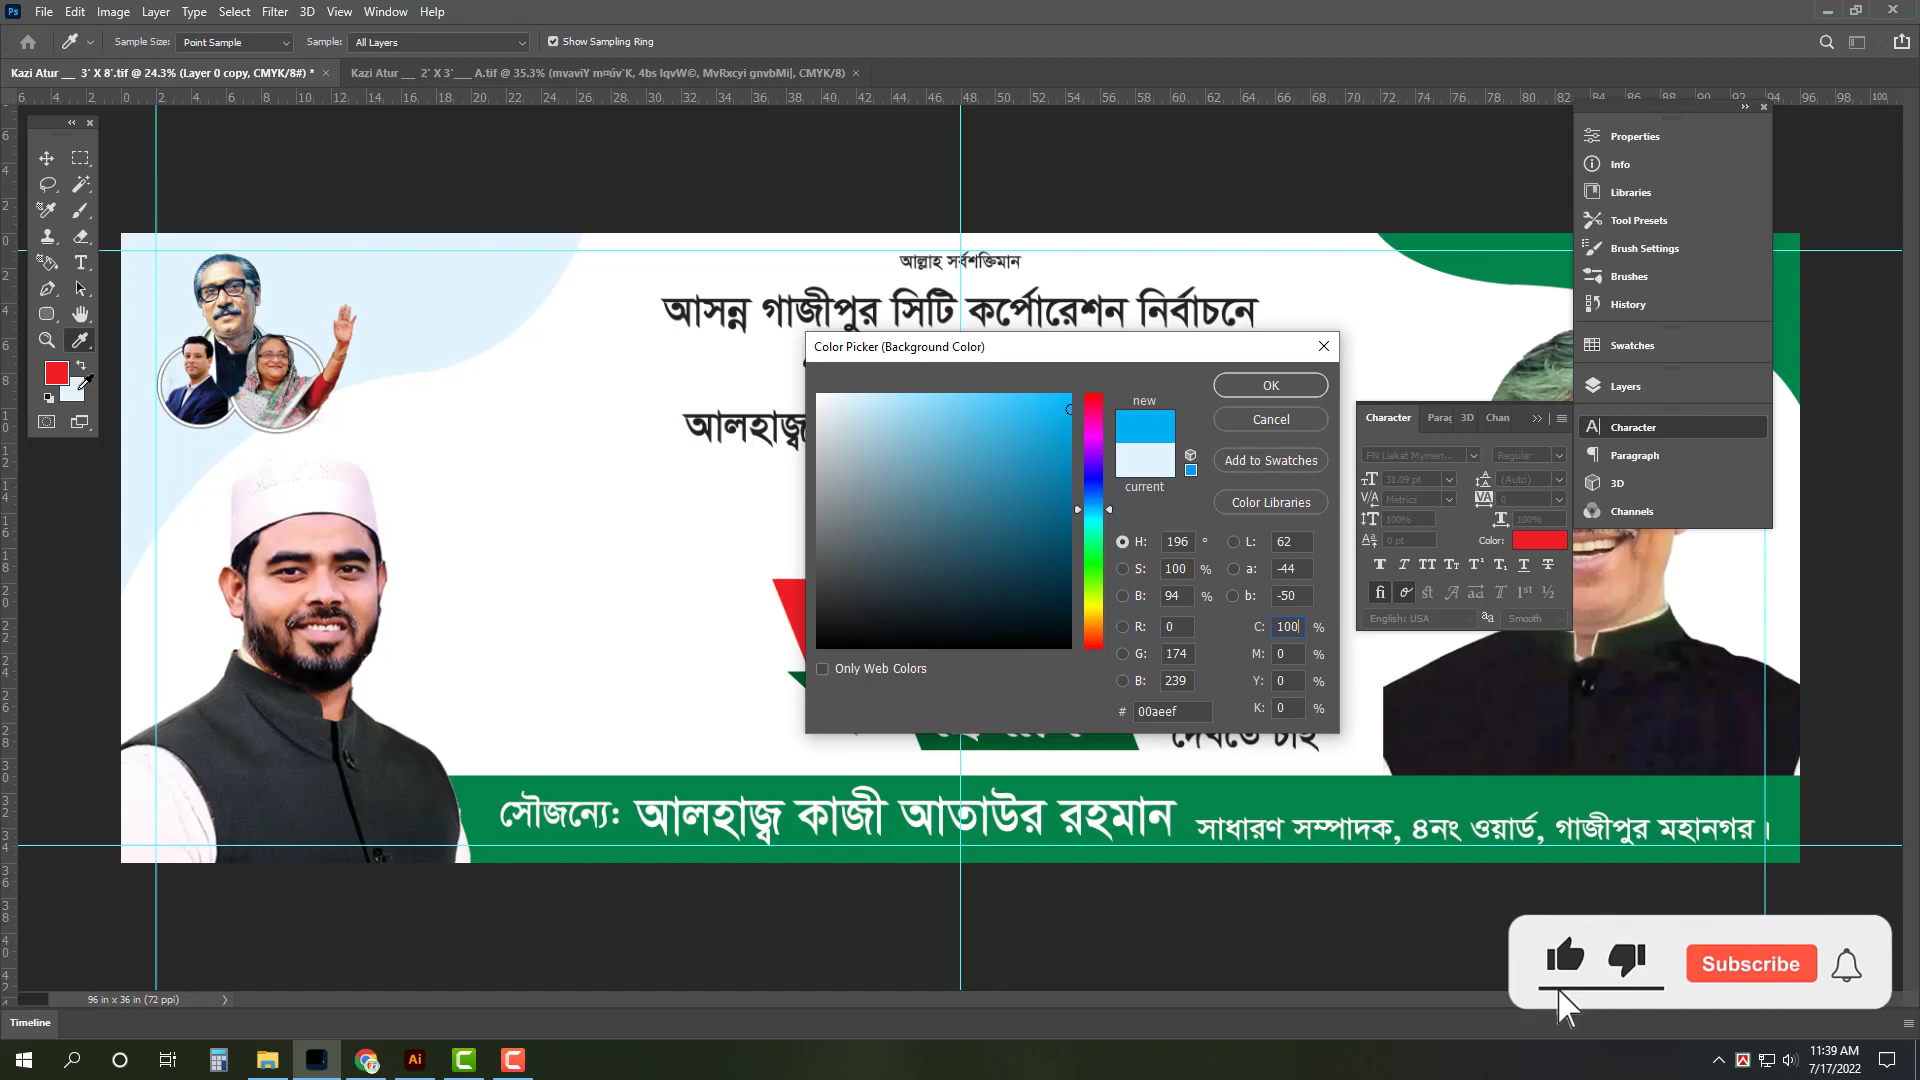 File Edit Image Layer Type Select Filter 3D View Window Help
Sample Size: Point Sample Sample: All Layers Show Sampling Ring
Kazi Atur ___ 3' X 8'.tif @ 24.3% (Layer 0 copy, CMYK/8#) *
Kazi Atur ___ 2' X 3'___ A.tif @ 35.3% (mvaviY m¤úv`K, 4bs IqvW©, MvRxcyi gnvbMi|, CMYK/8)
আল্লাহ সর্বশক্তিমান
আসন্ন গাজীপুর সিটি কর্পোরেশন নির্বাচনে
আলহাজ্ব
দেখতে চাই
সৌজন্যে: আলহাজ্ব কাজী আতাউর রহমান সাধারণ সম্পাদক, ৪নং ওয়ার্ড, গাজীপুর মহানগর।
Color Picker (Background Color)
new
current
OK
Cancel
Add to Swatches
Color Libraries
H: 196 °
S: 100 %
B: 94 %
R: 0
G: 174
B: 239
# 00aeef
L: 62
a: -44
b: -50
C: 100 %
M: 0 %
Y: 0 %
K: 0 %
Only Web Colors
Character Parag 3D Chan
FN Liakat Mymen... Regular
31.09 pt (Auto)
Metrics 0
100% 100%
0 pt Color:
English: USA aa Smooth
Properties
Info
Libraries
Tool Presets
Brush Settings
Brushes
History
Swatches
Layers
Character
Paragraph
3D
Channels
96 in x 36 in (72 ppi)
Timeline
Subscribe
11:39 AM
7/17/2022